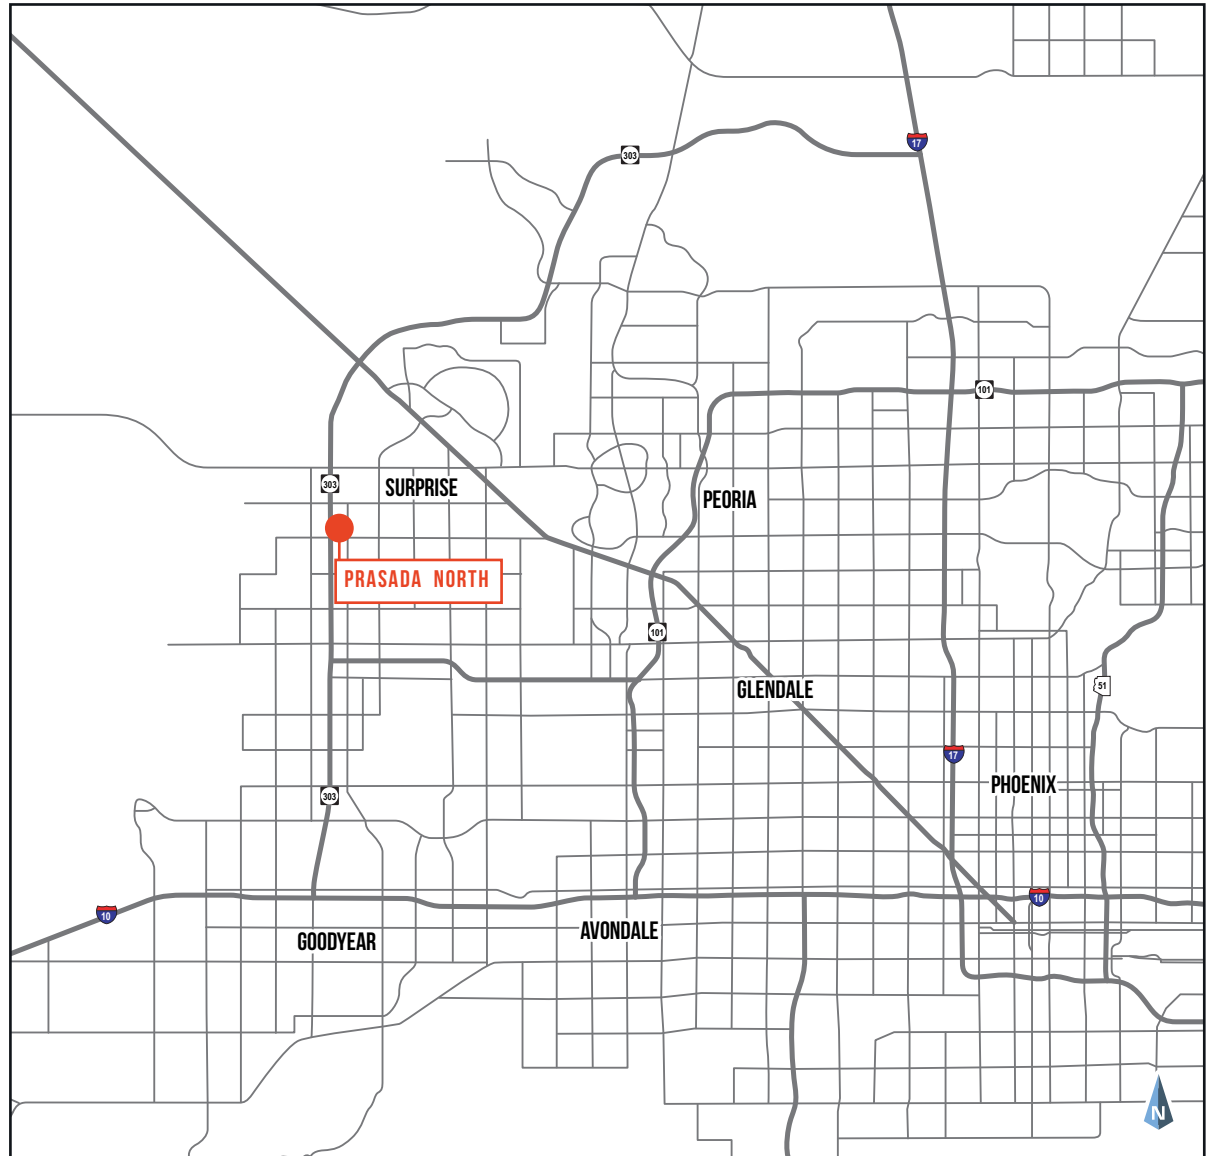 17
303
101
303
SURPRISE
PEORIA
PRASADA NORTH
101
51
GLENDALE
17
PHOENIX
303
10
10
AVONDALE
GOODYEAR
N